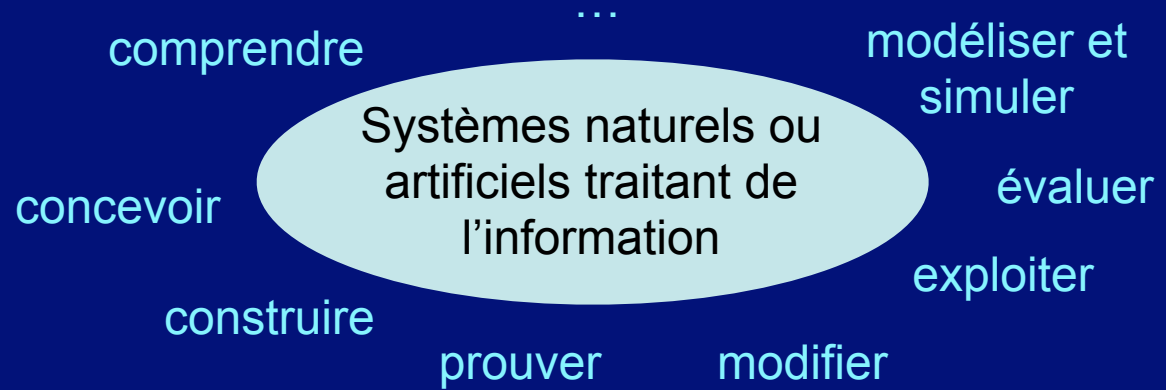 …
comprendre
modéliser et
simuler
Systèmes naturels ou
artificiels traitant de
l’information
concevoir
évaluer
exploiter
construire
prouver
modifier